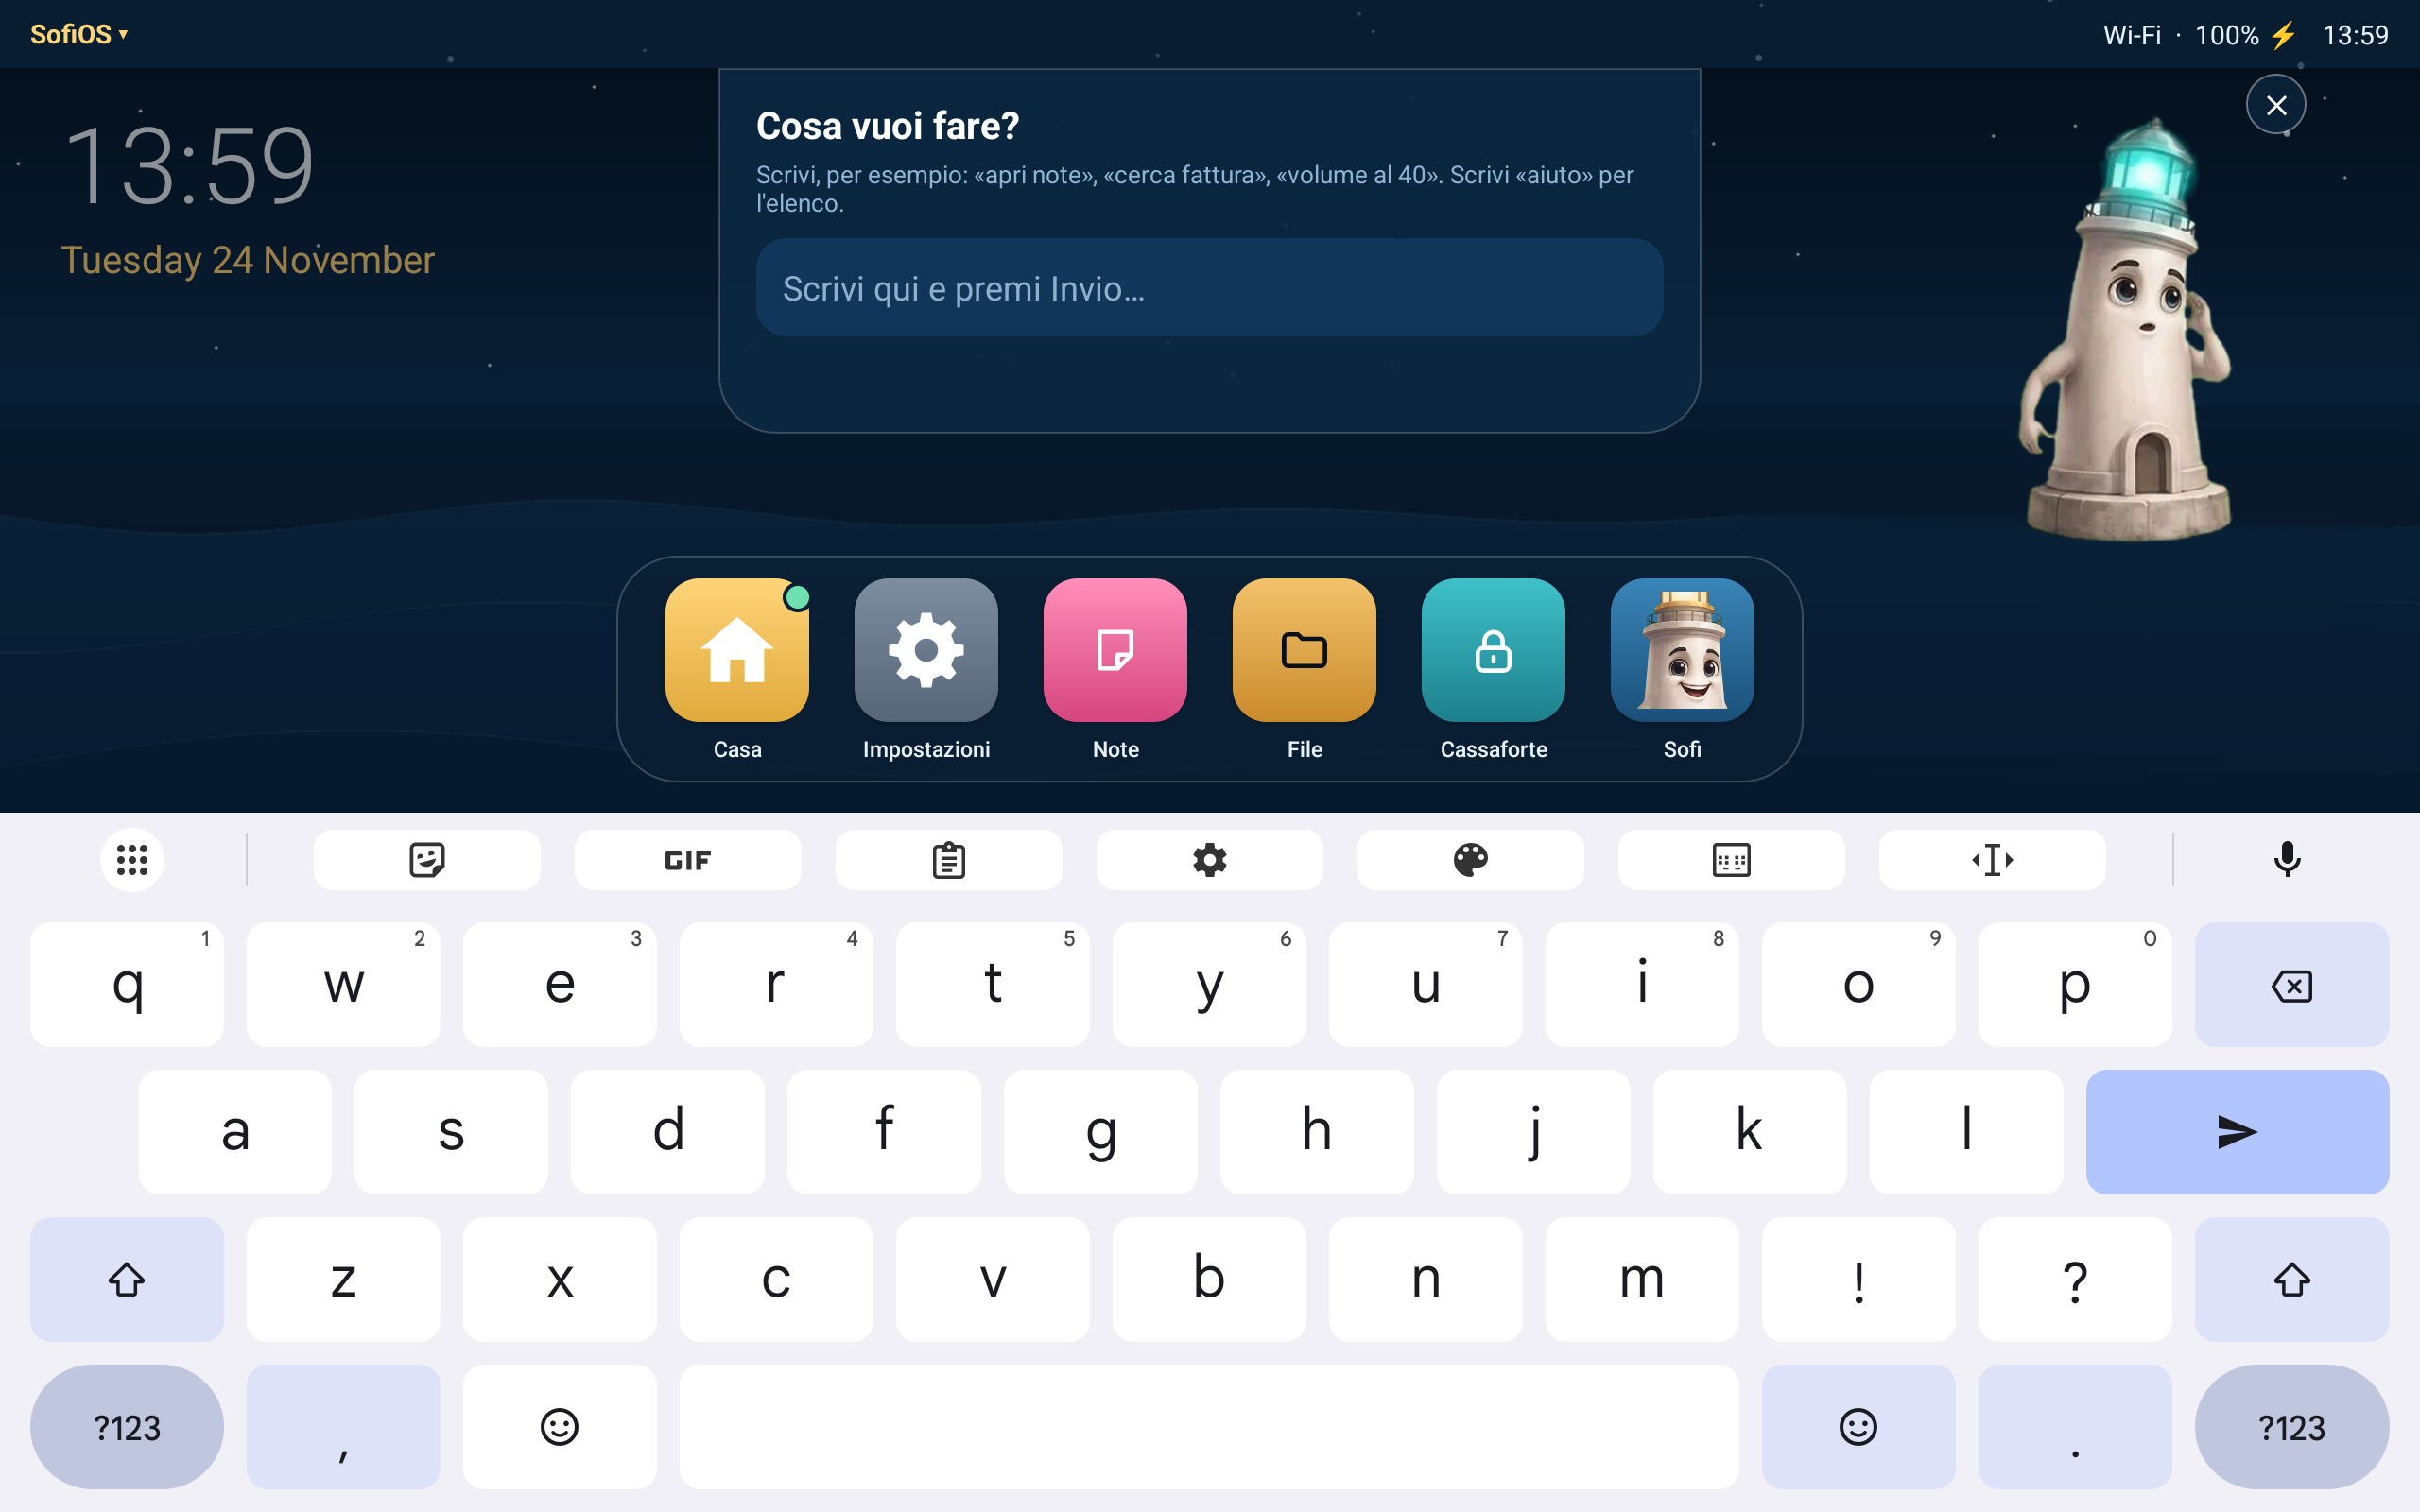 SofiOS ▾
Wi-Fi · 100% ⚡ 13:59
13:59
Tuesday 24 November
Cosa vuoi fare?
Scrivi, per esempio: «apri note», «cerca fattura», «volume al 40». Scrivi «aiuto» per
l'elenco.
Scrivi qui e premi Invio…
Casa
Impostazioni
Note
File
Cassaforte
Sofi
GIF
q 1 w 2 e 3 r 4 t 5 y 6 u 7 i 8 o 9 p 0
a s d f g h j k l
z x c v b n m ! ?
?123 , . ?123